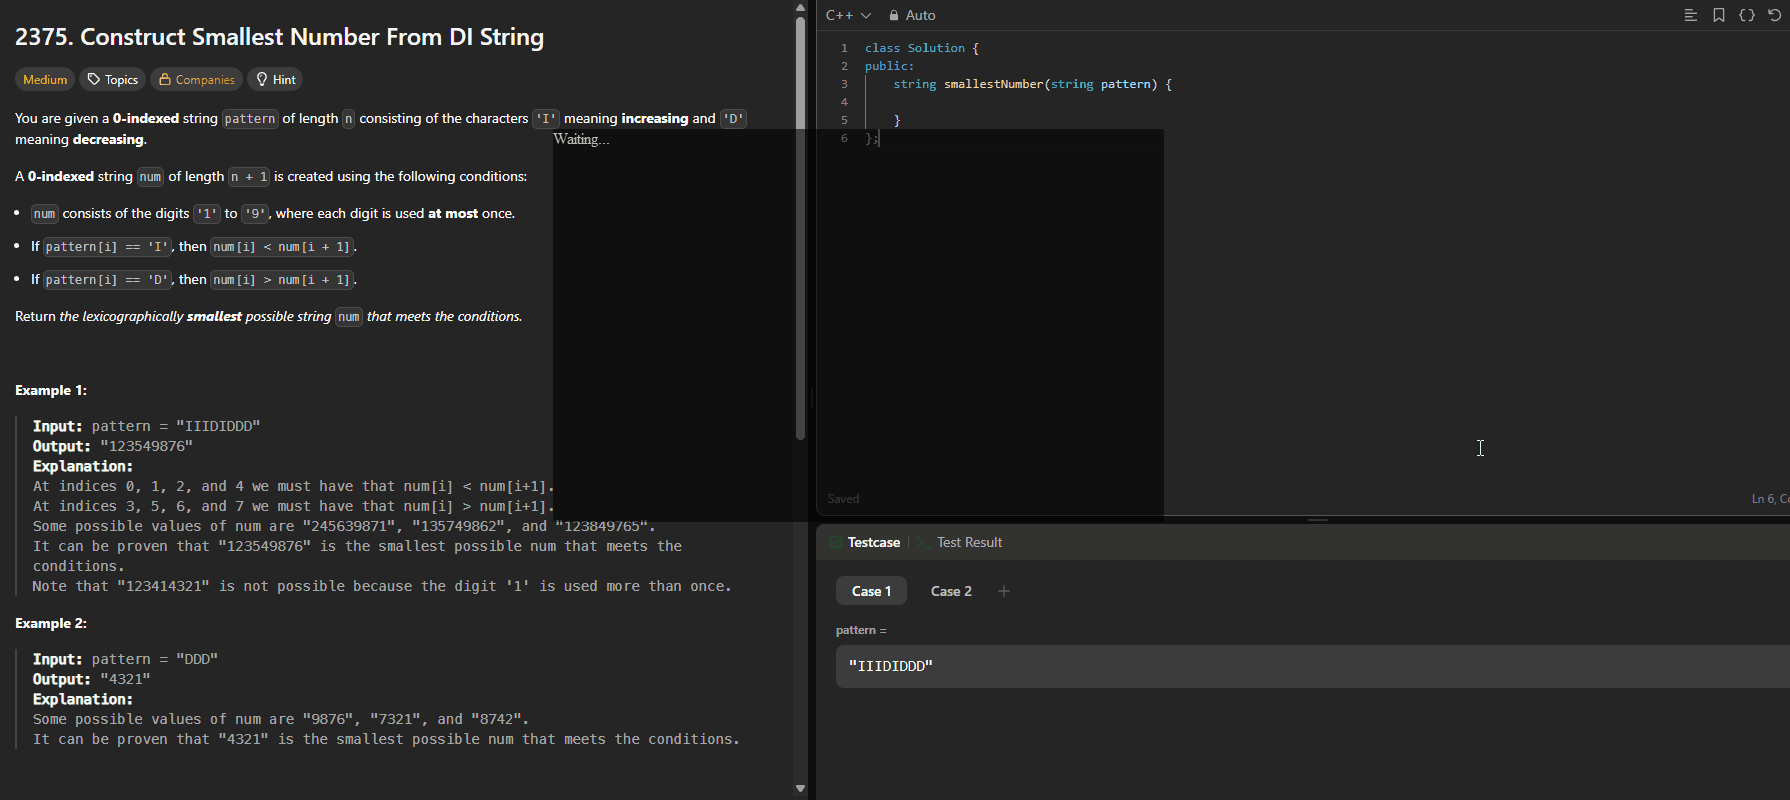 2375. Construct Smallest Number From DI String
Medium Topics Companies Hint
You are given a 0-indexed string pattern of length n consisting of the characters 'I' meaning increasing and 'D'
meaning decreasing.
A 0-indexed string num of length n + 1 is created using the following conditions:
• num consists of the digits '1' to '9', where each digit is used at most once.
• If pattern[i] == 'I', then num[i] < num[i + 1].
• If pattern[i] == 'D', then num[i] > num[i + 1].
Return the lexicographically smallest possible string num that meets the conditions.
Example 1:
Input: pattern = "IIIDIDDD"
Output: "123549876"
Explanation:
At indices 0, 1, 2, and 4 we must have that num[i] < num[i+1].
At indices 3, 5, 6, and 7 we must have that num[i] > num[i+1].
Some possible values of num are "245639871", "135749862", and "123849765".
It can be proven that "123549876" is the smallest possible num that meets the
conditions.
Note that "123414321" is not possible because the digit '1' is used more than once.
Example 2:
Input: pattern = "DDD"
Output: "4321"
Explanation:
Some possible values of num are "9876", "7321", and "8742".
It can be proven that "4321" is the smallest possible num that meets the conditions.
Waiting...
C++ Auto
1 class Solution {
2 public:
3 string smallestNumber(string pattern) {
4
5 }
6 };
Saved
Ln 6,
Testcase | Test Result
Case 1 Case 2 +
pattern =
"IIIDIDDD"